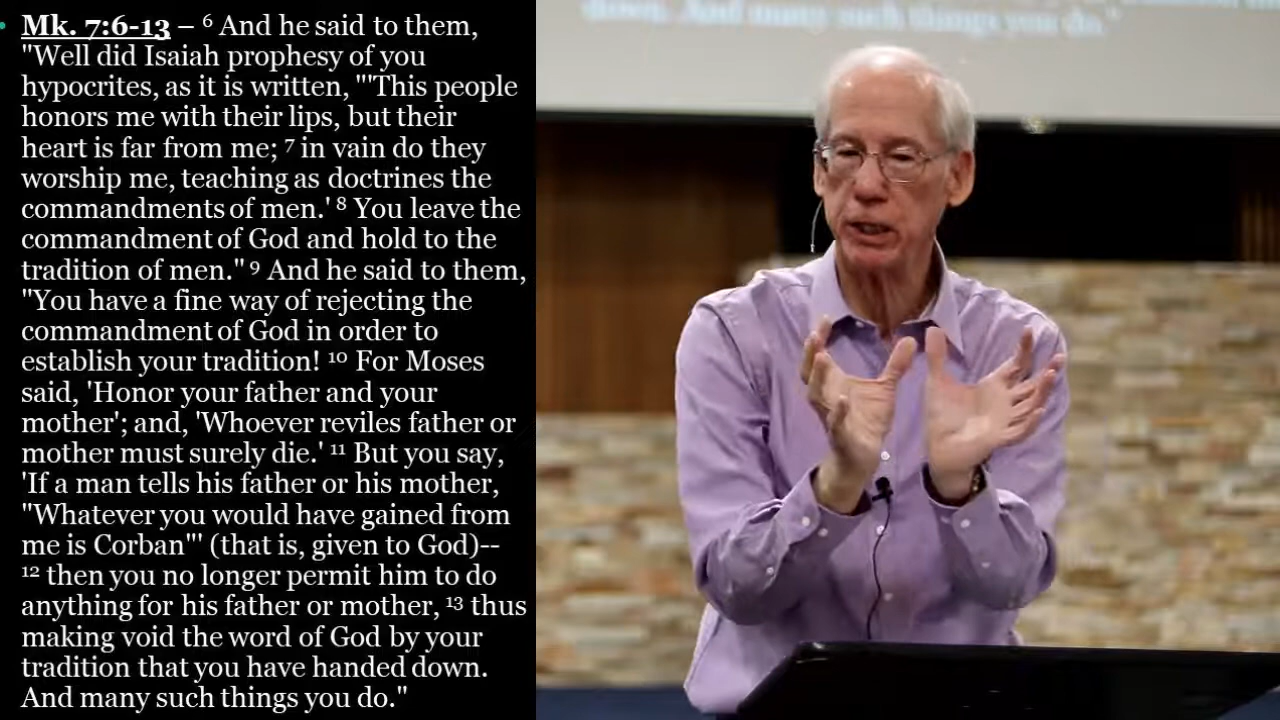 • Mk. 7:6-13 – ⁶ And he said to them,
"Well did Isaiah prophesy of you
hypocrites, as it is written, "'This people
honors me with their lips, but their
heart is far from me; ⁷ in vain do they
worship me, teaching as doctrines the
commandments of men.' ⁸ You leave the
commandment of God and hold to the
tradition of men." ⁹ And he said to them,
"You have a fine way of rejecting the
commandment of God in order to
establish your tradition! ¹⁰ For Moses
said, 'Honor your father and your
mother'; and, 'Whoever reviles father or
mother must surely die.' ¹¹ But you say,
'If a man tells his father or his mother,
"Whatever you would have gained from
me is Corban"' (that is, given to God)--
¹² then you no longer permit him to do
anything for his father or mother, ¹³ thus
making void the word of God by your
tradition that you have handed down.
And many such things you do."
down. And many such things you do."